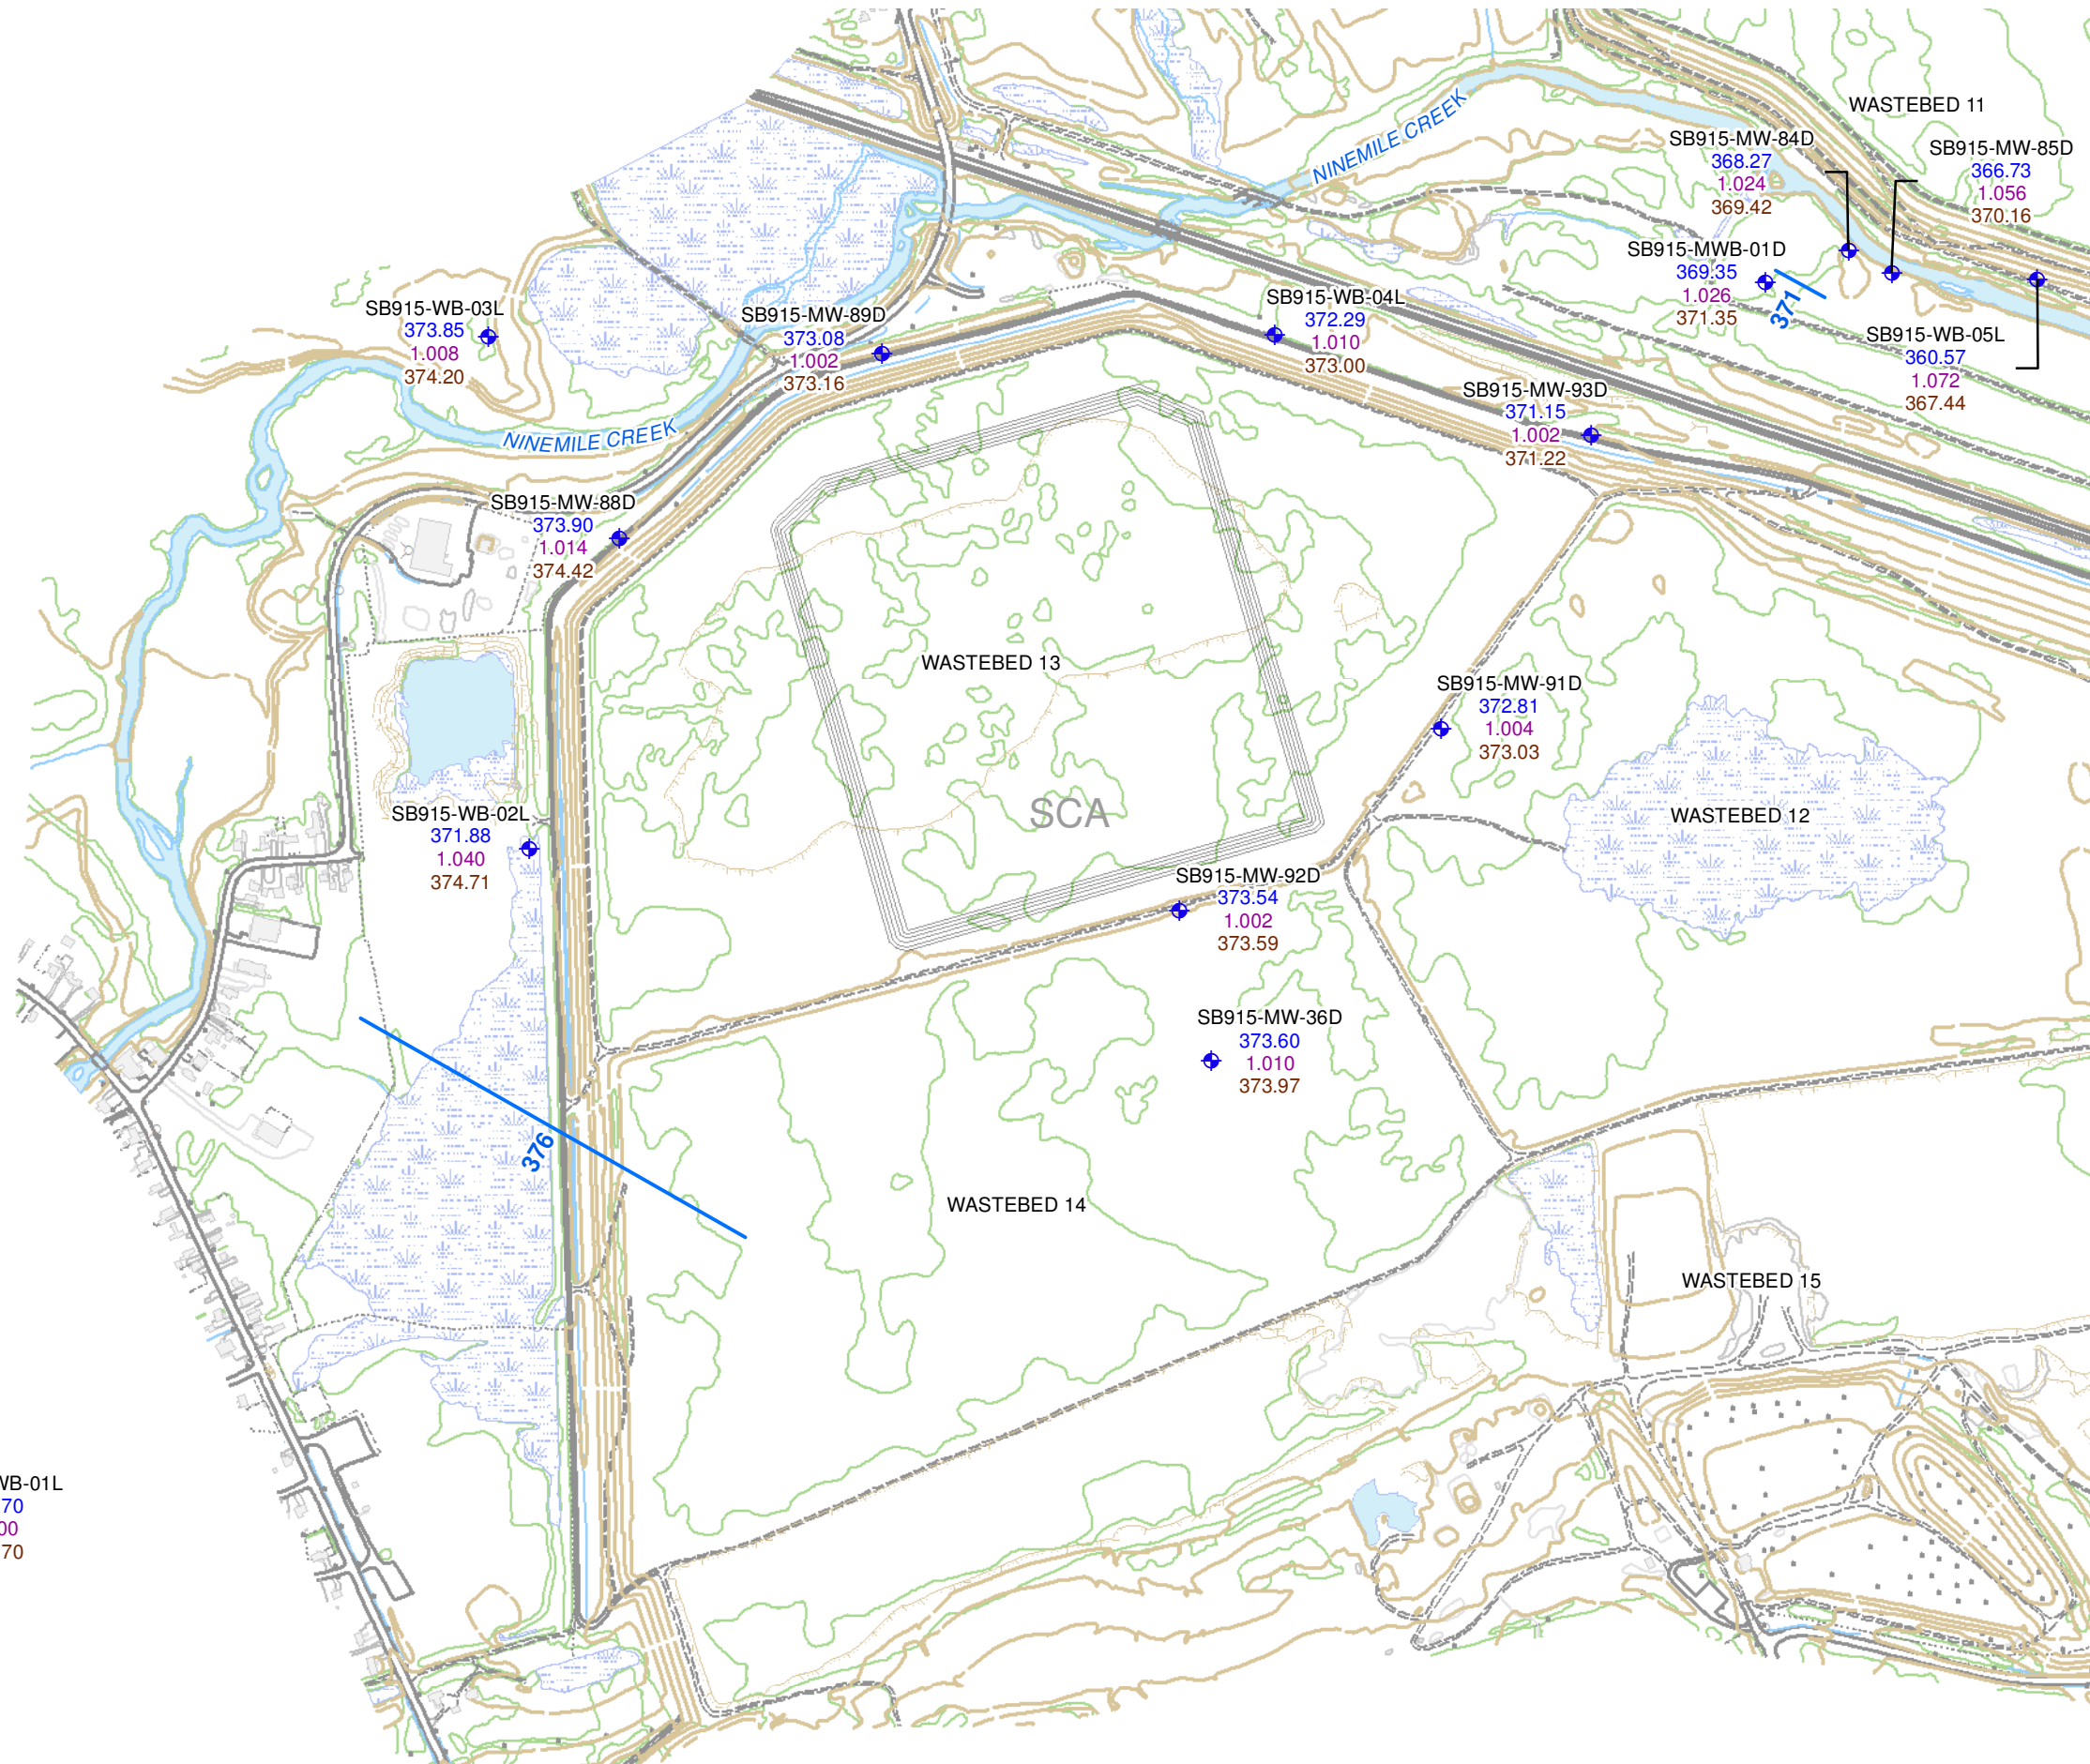 WASTEBED 11
SB915-MW-84D
368.27
1.024
369.42
SB915-MW-85D
366.73
1.056
370.16
NINEMILE CREEK
SB915-MWB-01D
369.35
1.026
371.35
371
SB915-WB-05L
360.57
1.072
367.44
SB915-WB-03L
373.85
1.008
374.20
SB915-MW-89D
373.08
1.002
373.16
SB915-WB-04L
372.29
1.010
373.00
SB915-MW-93D
371.15
1.002
371.22
NINEMILE CREEK
SB915-MW-88D
373.90
1.014
374.42
WASTEBED 13
SB915-MW-91D
372.81
1.004
373.03
SCA
WASTEBED 12
SB915-WB-02L
371.88
1.040
374.71
SB915-MW-92D
373.54
1.002
373.59
SB915-MW-36D
373.60
1.010
373.97
376
WASTEBED 14
WASTEBED 15
WB-01L
70
00
70